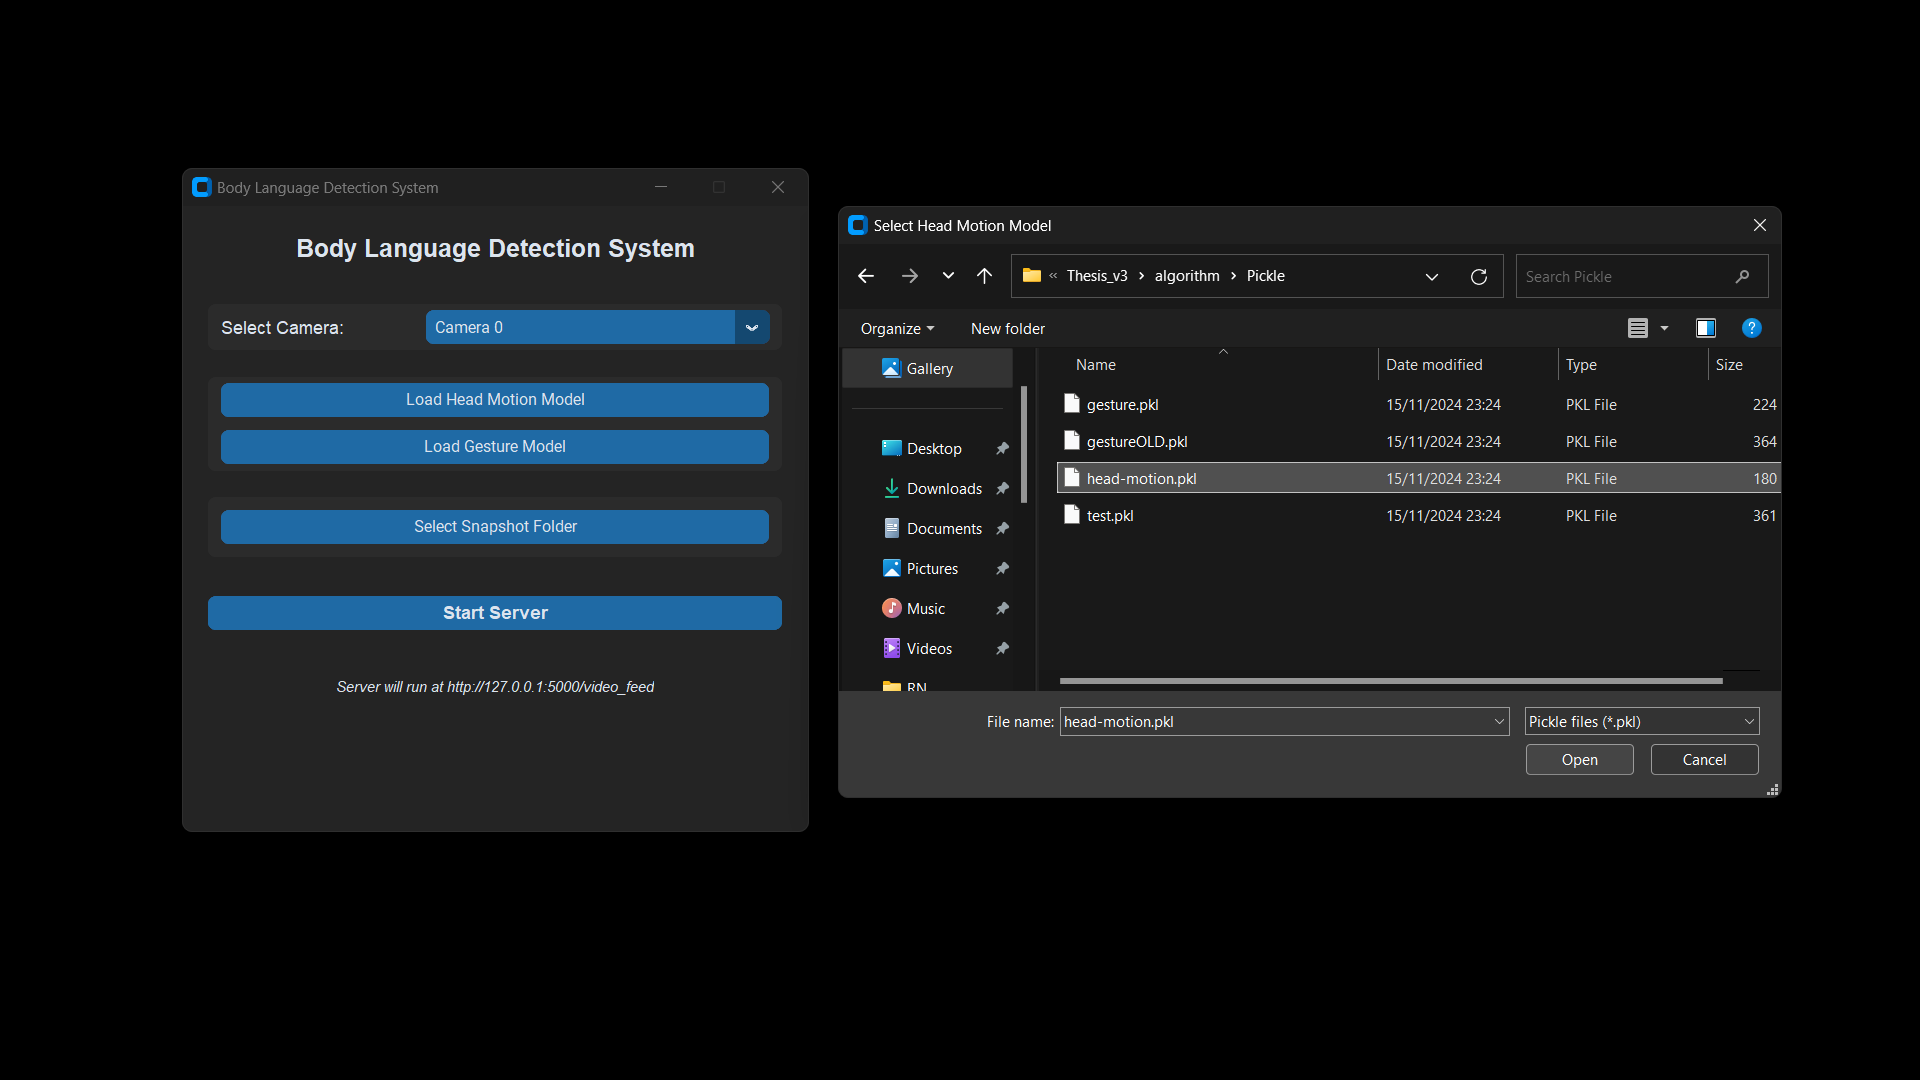 Body Language Detection System
Body Language Detection System
Select Camera:
Camera 0
Load Head Motion Model
Load Gesture Model
Select Snapshot Folder
Start Server
Server will run at http://127.0.0.1:5000/video_feed
Select Head Motion Model
« Thesis_v3 › algorithm › Pickle
Search Pickle
Organize
New folder
Gallery
Desktop
Downloads
Documents
Pictures
Music
Videos
RN
Name Date modified Type Size
gesture.pkl 15/11/2024 23:24 PKL File 224
gestureOLD.pkl 15/11/2024 23:24 PKL File 364
head-motion.pkl 15/11/2024 23:24 PKL File 180
test.pkl 15/11/2024 23:24 PKL File 361
File name: head-motion.pkl
Pickle files (*.pkl)
Open
Cancel